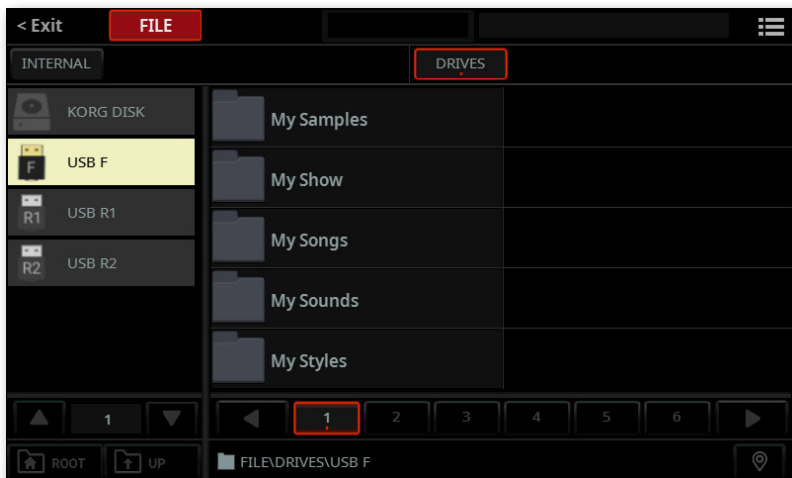 < Exit FILE
INTERNAL DRIVES
KORG DISK
F USB F
R1 USB R1
R2 USB R2
My Samples
My Show
My Songs
My Sounds
My Styles
1 1 2 3 4 5 6
ROOT UP FILE\DRIVES\USB F